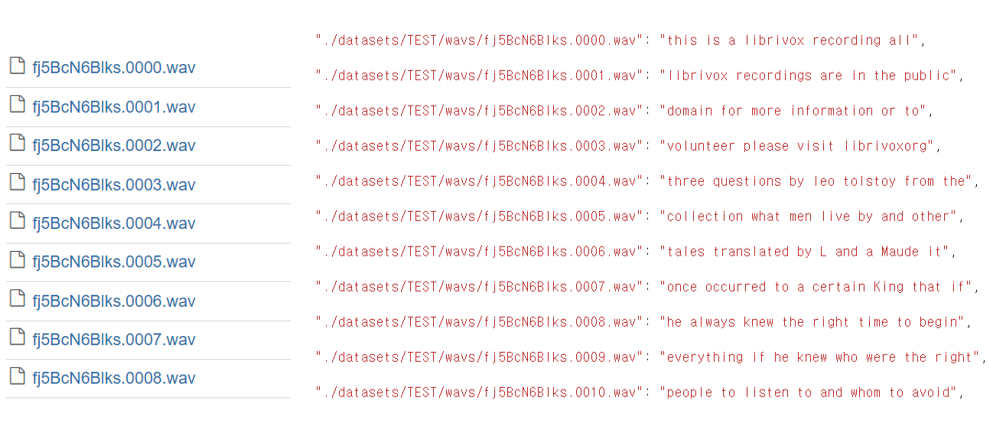 fj5BcN6Blks.0000.wav
fj5BcN6Blks.0001.wav
fj5BcN6Blks.0002.wav
fj5BcN6Blks.0003.wav
fj5BcN6Blks.0004.wav
fj5BcN6Blks.0005.wav
fj5BcN6Blks.0006.wav
fj5BcN6Blks.0007.wav
fj5BcN6Blks.0008.wav
"./datasets/TEST/wavs/fj5BcN6Blks.0000.wav": "this is a librivox recording all",
"./datasets/TEST/wavs/fj5BcN6Blks.0001.wav": "librivox recordings are in the public",
"./datasets/TEST/wavs/fj5BcN6Blks.0002.wav": "domain for more information or to",
"./datasets/TEST/wavs/fj5BcN6Blks.0003.wav": "volunteer please visit librivoxorg",
"./datasets/TEST/wavs/fj5BcN6Blks.0004.wav": "three questions by leo tolstoy from the",
"./datasets/TEST/wavs/fj5BcN6Blks.0005.wav": "collection what men live by and other",
"./datasets/TEST/wavs/fj5BcN6Blks.0006.wav": "tales translated by L and a Maude it",
"./datasets/TEST/wavs/fj5BcN6Blks.0007.wav": "once occurred to a certain King that if",
"./datasets/TEST/wavs/fj5BcN6Blks.0008.wav": "he always knew the right time to begin",
"./datasets/TEST/wavs/fj5BcN6Blks.0009.wav": "everything if he knew who were the right",
"./datasets/TEST/wavs/fj5BcN6Blks.0010.wav": "people to listen to and whom to avoid",